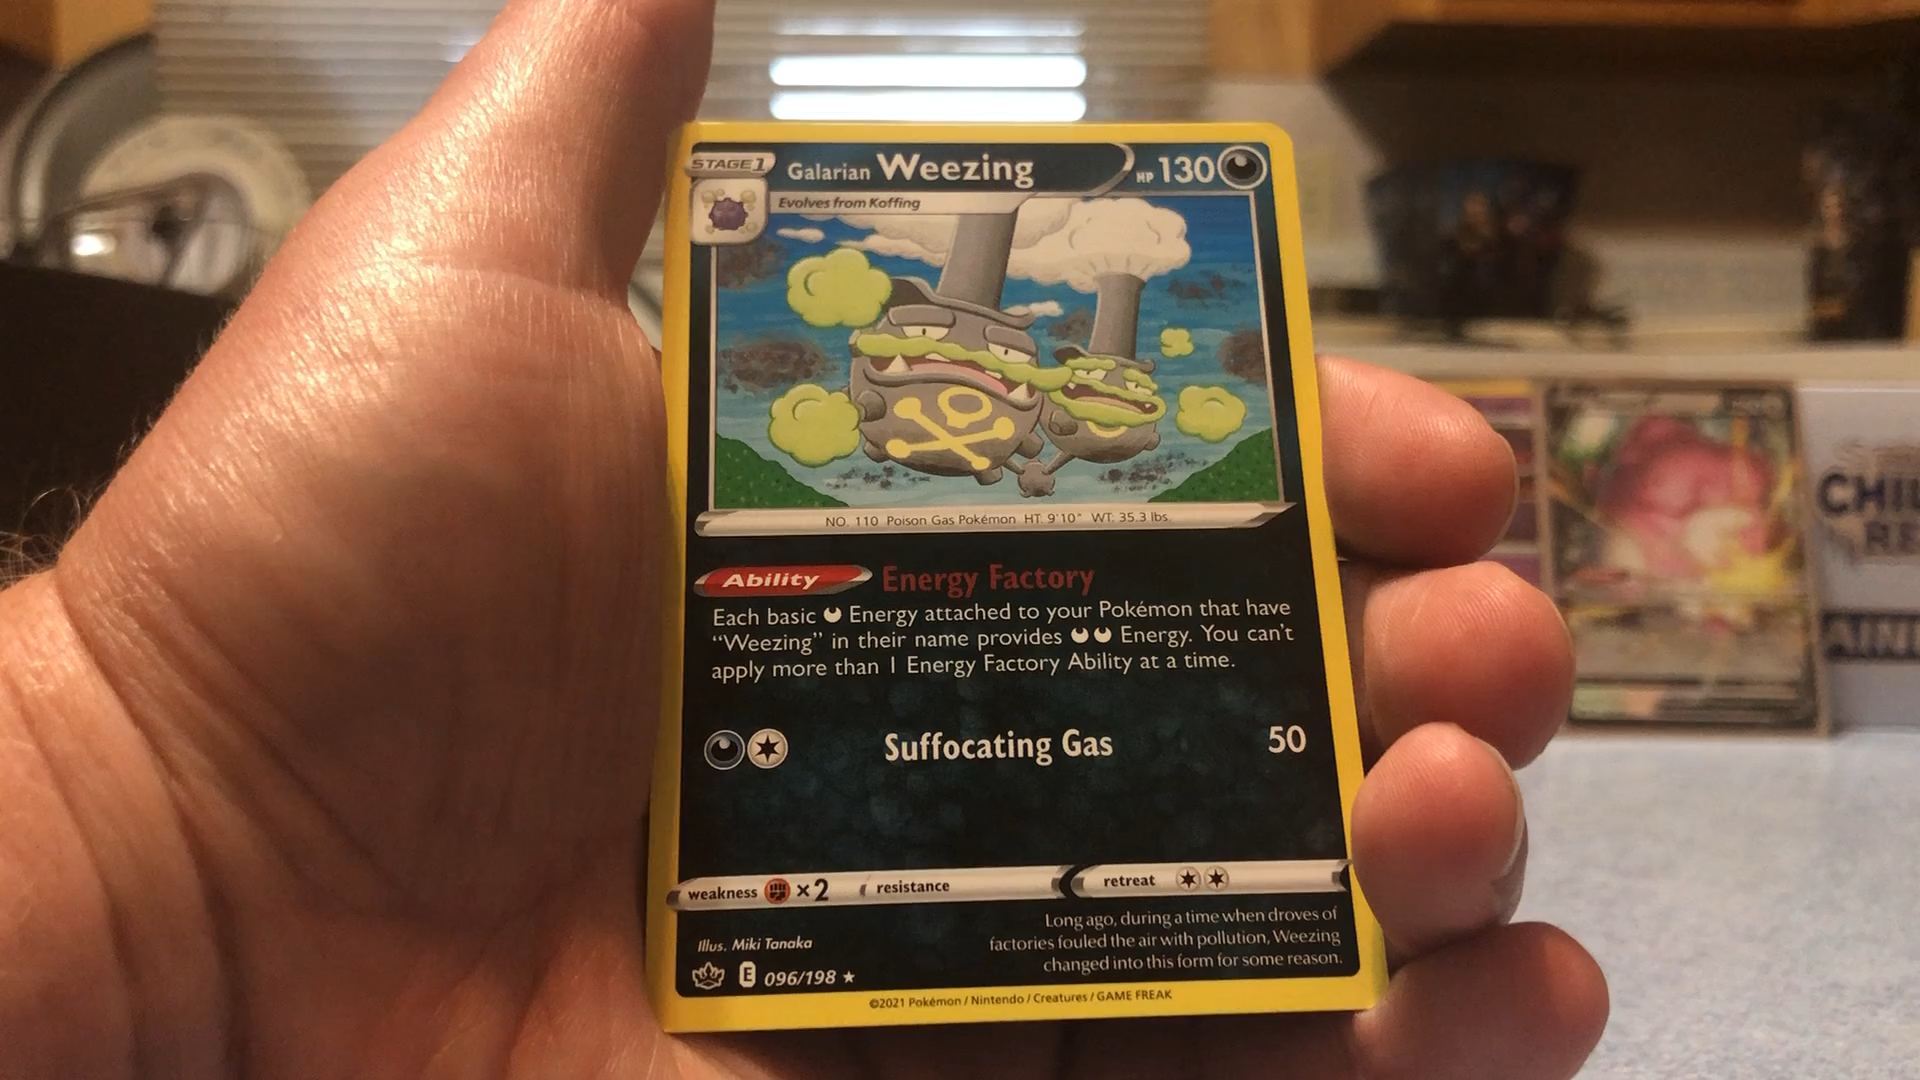 STAGE 1
Galarian Weezing
HP 130
Evolves from Koffing
NO. 110 Poison Gas Pokémon HT: 9'10" WT: 35.3 lbs.
Ability Energy Factory
Each basic Energy attached to your Pokémon that have
“Weezing” in their name provides Energy. You can't
apply more than 1 Energy Factory Ability at a time.
Suffocating Gas 50
weakness ×2 resistance retreat
Long ago, during a time when droves of
factories fouled the air with pollution, Weezing
changed into this form for some reason.
Illus. Miki Tanaka
E 096/198 ★
©2021 Pokémon / Nintendo / Creatures / GAME FREAK
CHIL
RE